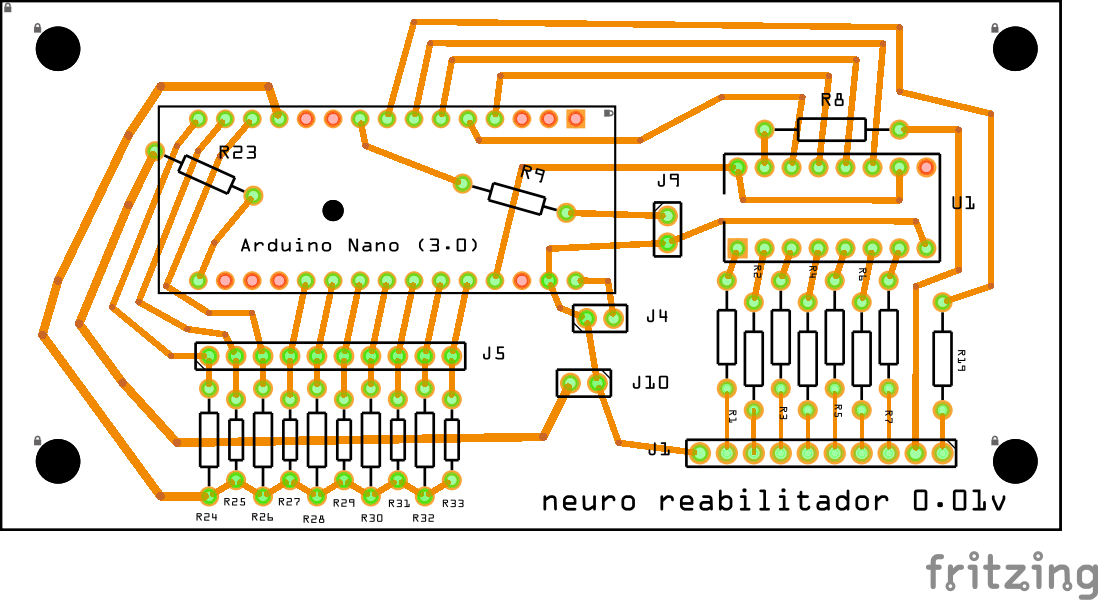 R8
R23
R9
J9
U1
Arduino Nano (3.0)
R2
R4
R6
J4
J5
J10
R19
R1
R3
R5
R7
J1
R25
R27
R29
R31
R33
R24
R26
R28
R30
R32
neuro reabilitador 0.01v
fritzing